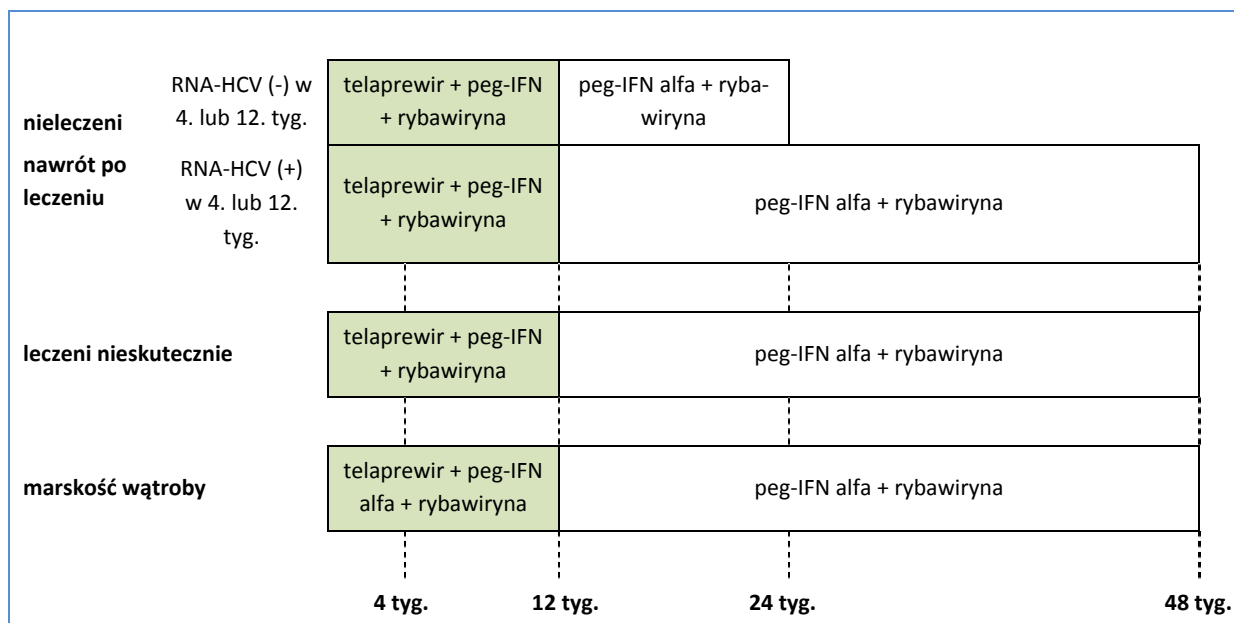 RNA-HCV (-) w
4. lub 12. tyg.
telaprewir + peg-IFN
+ rybawiryna
peg-IFN alfa + ryba-
wiryna
nieleczeni
nawrót po
leczeniu
RNA-HCV (+)
w 4. lub 12.
tyg.
telaprewir + peg-IFN
+ rybawiryna
peg-IFN alfa + rybawiryna
leczeni nieskutecznie
telaprewir + peg-IFN
+ rybawiryna
peg-IFN alfa + rybawiryna
marskość wątroby
telaprewir + peg-IFN
alfa + rybawiryna
peg-IFN alfa + rybawiryna
4 tyg.
12 tyg.
24 tyg.
48 tyg.